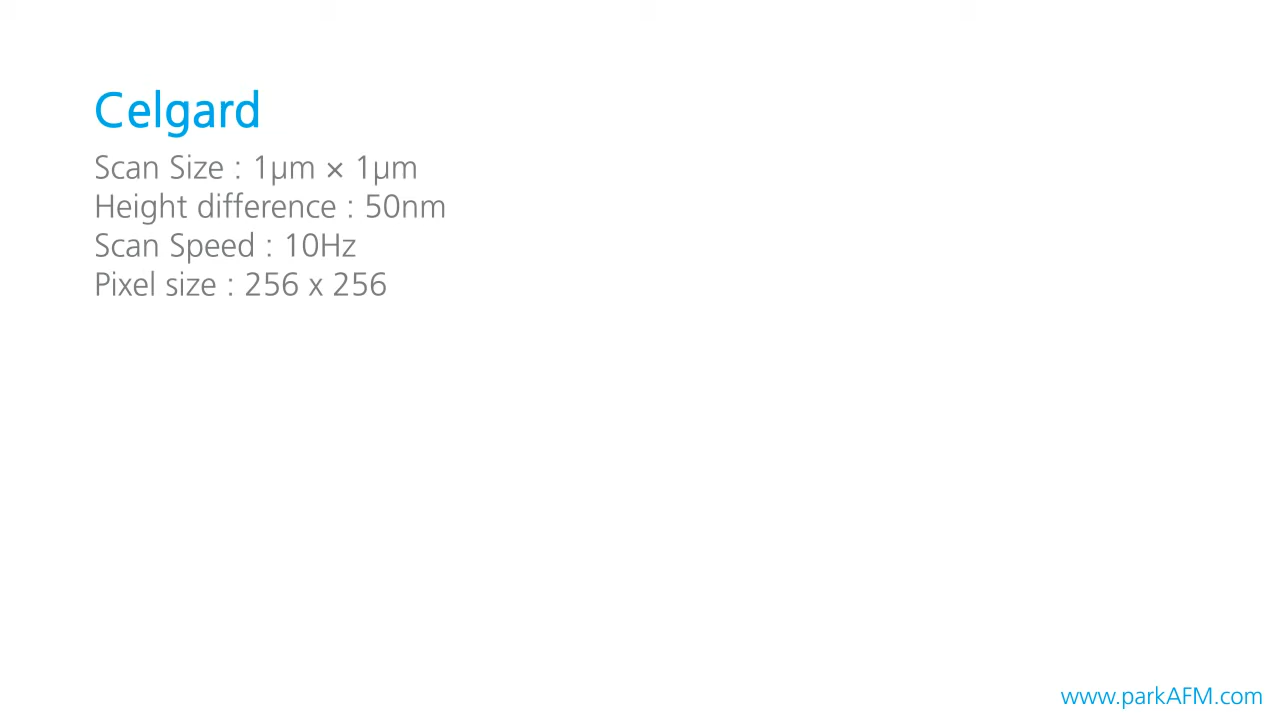 Celgard
Scan Size : 1µm × 1µm
Height difference : 50nm
Scan Speed : 10Hz
Pixel size : 256 x 256
www.parkAFM.com